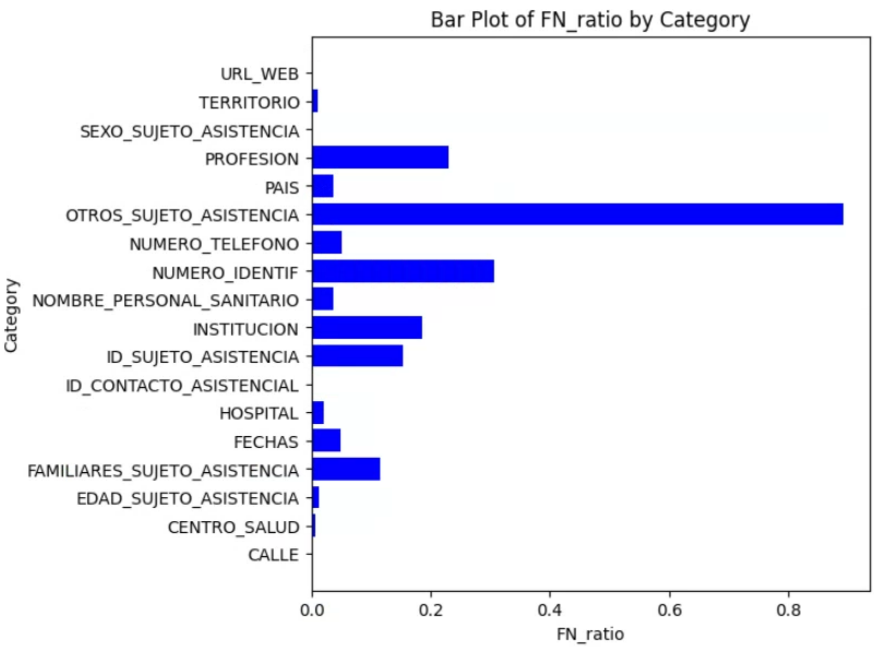 Bar Plot of FN_ratio by Category
Category
URL_WEB
TERRITORIO
SEXO_SUJETO_ASISTENCIA
PROFESION
PAIS
OTROS_SUJETO_ASISTENCIA
NUMERO_TELEFONO
NUMERO_IDENTIF
NOMBRE_PERSONAL_SANITARIO
INSTITUCION
ID_SUJETO_ASISTENCIA
ID_CONTACTO_ASISTENCIAL
HOSPITAL
FECHAS
FAMILIARES_SUJETO_ASISTENCIA
EDAD_SUJETO_ASISTENCIA
CENTRO_SALUD
CALLE
0.0 0.2 0.4 0.6 0.8
FN_ratio